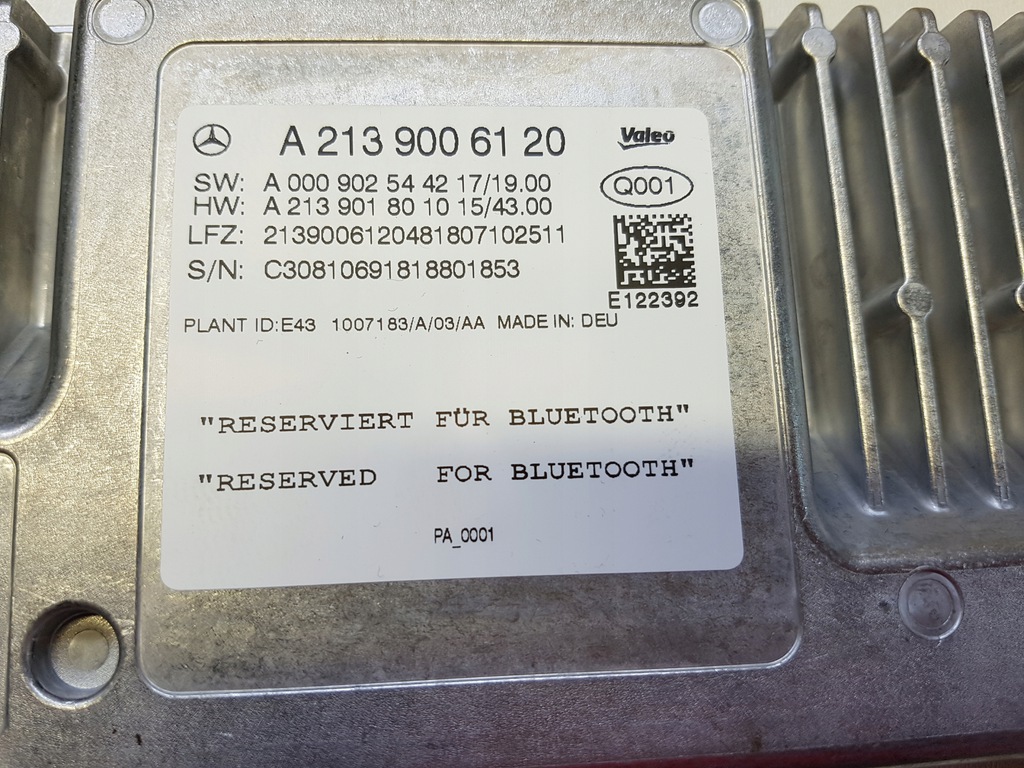 A 213 900 61 20 Valeo
SW: A 000 902 54 42 17/19.00
HW: A 213 901 80 10 15/43.00
Q001
LFZ: 2139006120481807102511
S/N: C30810691818801853
E122392
PLANT ID:E43 1007183/A/03/AA MADE IN: DEU
"RESERVIERT FÜR BLUETOOTH"
"RESERVED FOR BLUETOOTH"
PA_0001